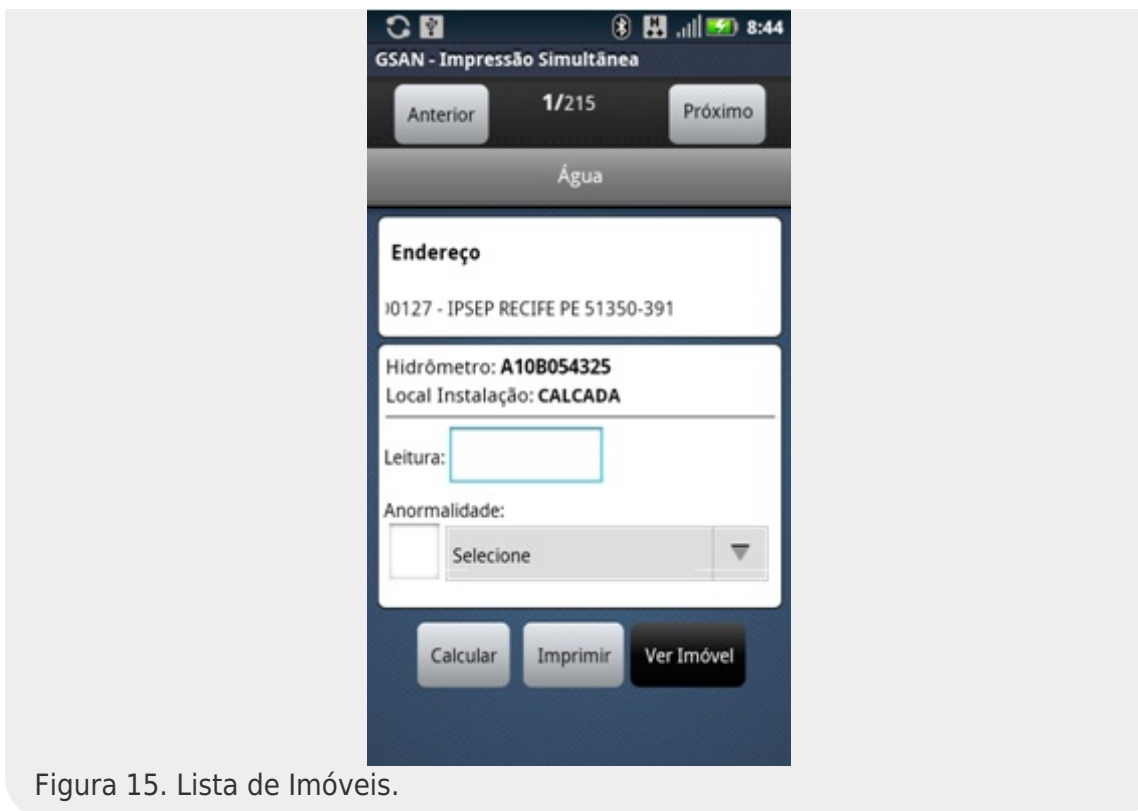 8:44
GSAN - Impressão Simultânea
Anterior 1/215 Próximo
Água
Endereço
00127 - IPSEP RECIFE PE 51350-391
Hidrômetro: A10B054325
Local Instalação: CALCADA
Leitura:
Anormalidade:
Selecione
Calcular Imprimir Ver Imóvel
Figura 15. Lista de Imóveis.